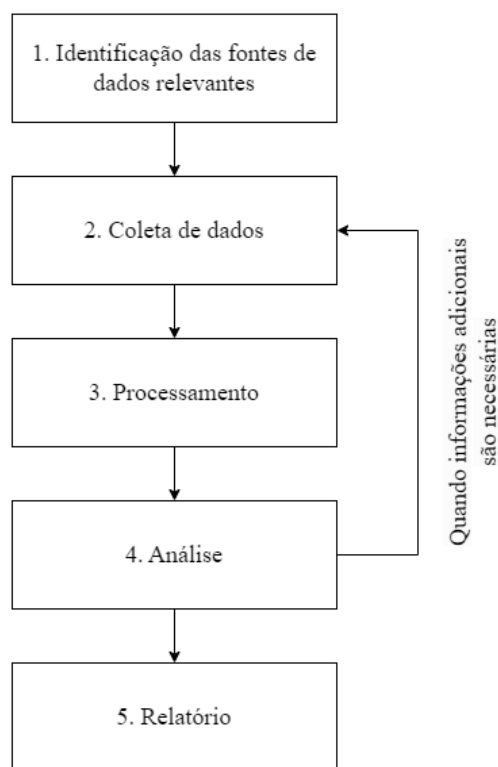 1. Identificação das fontes de
dados relevantes
2. Coleta de dados
3. Processamento
4. Análise
5. Relatório
Quando informações adicionais
são necessárias